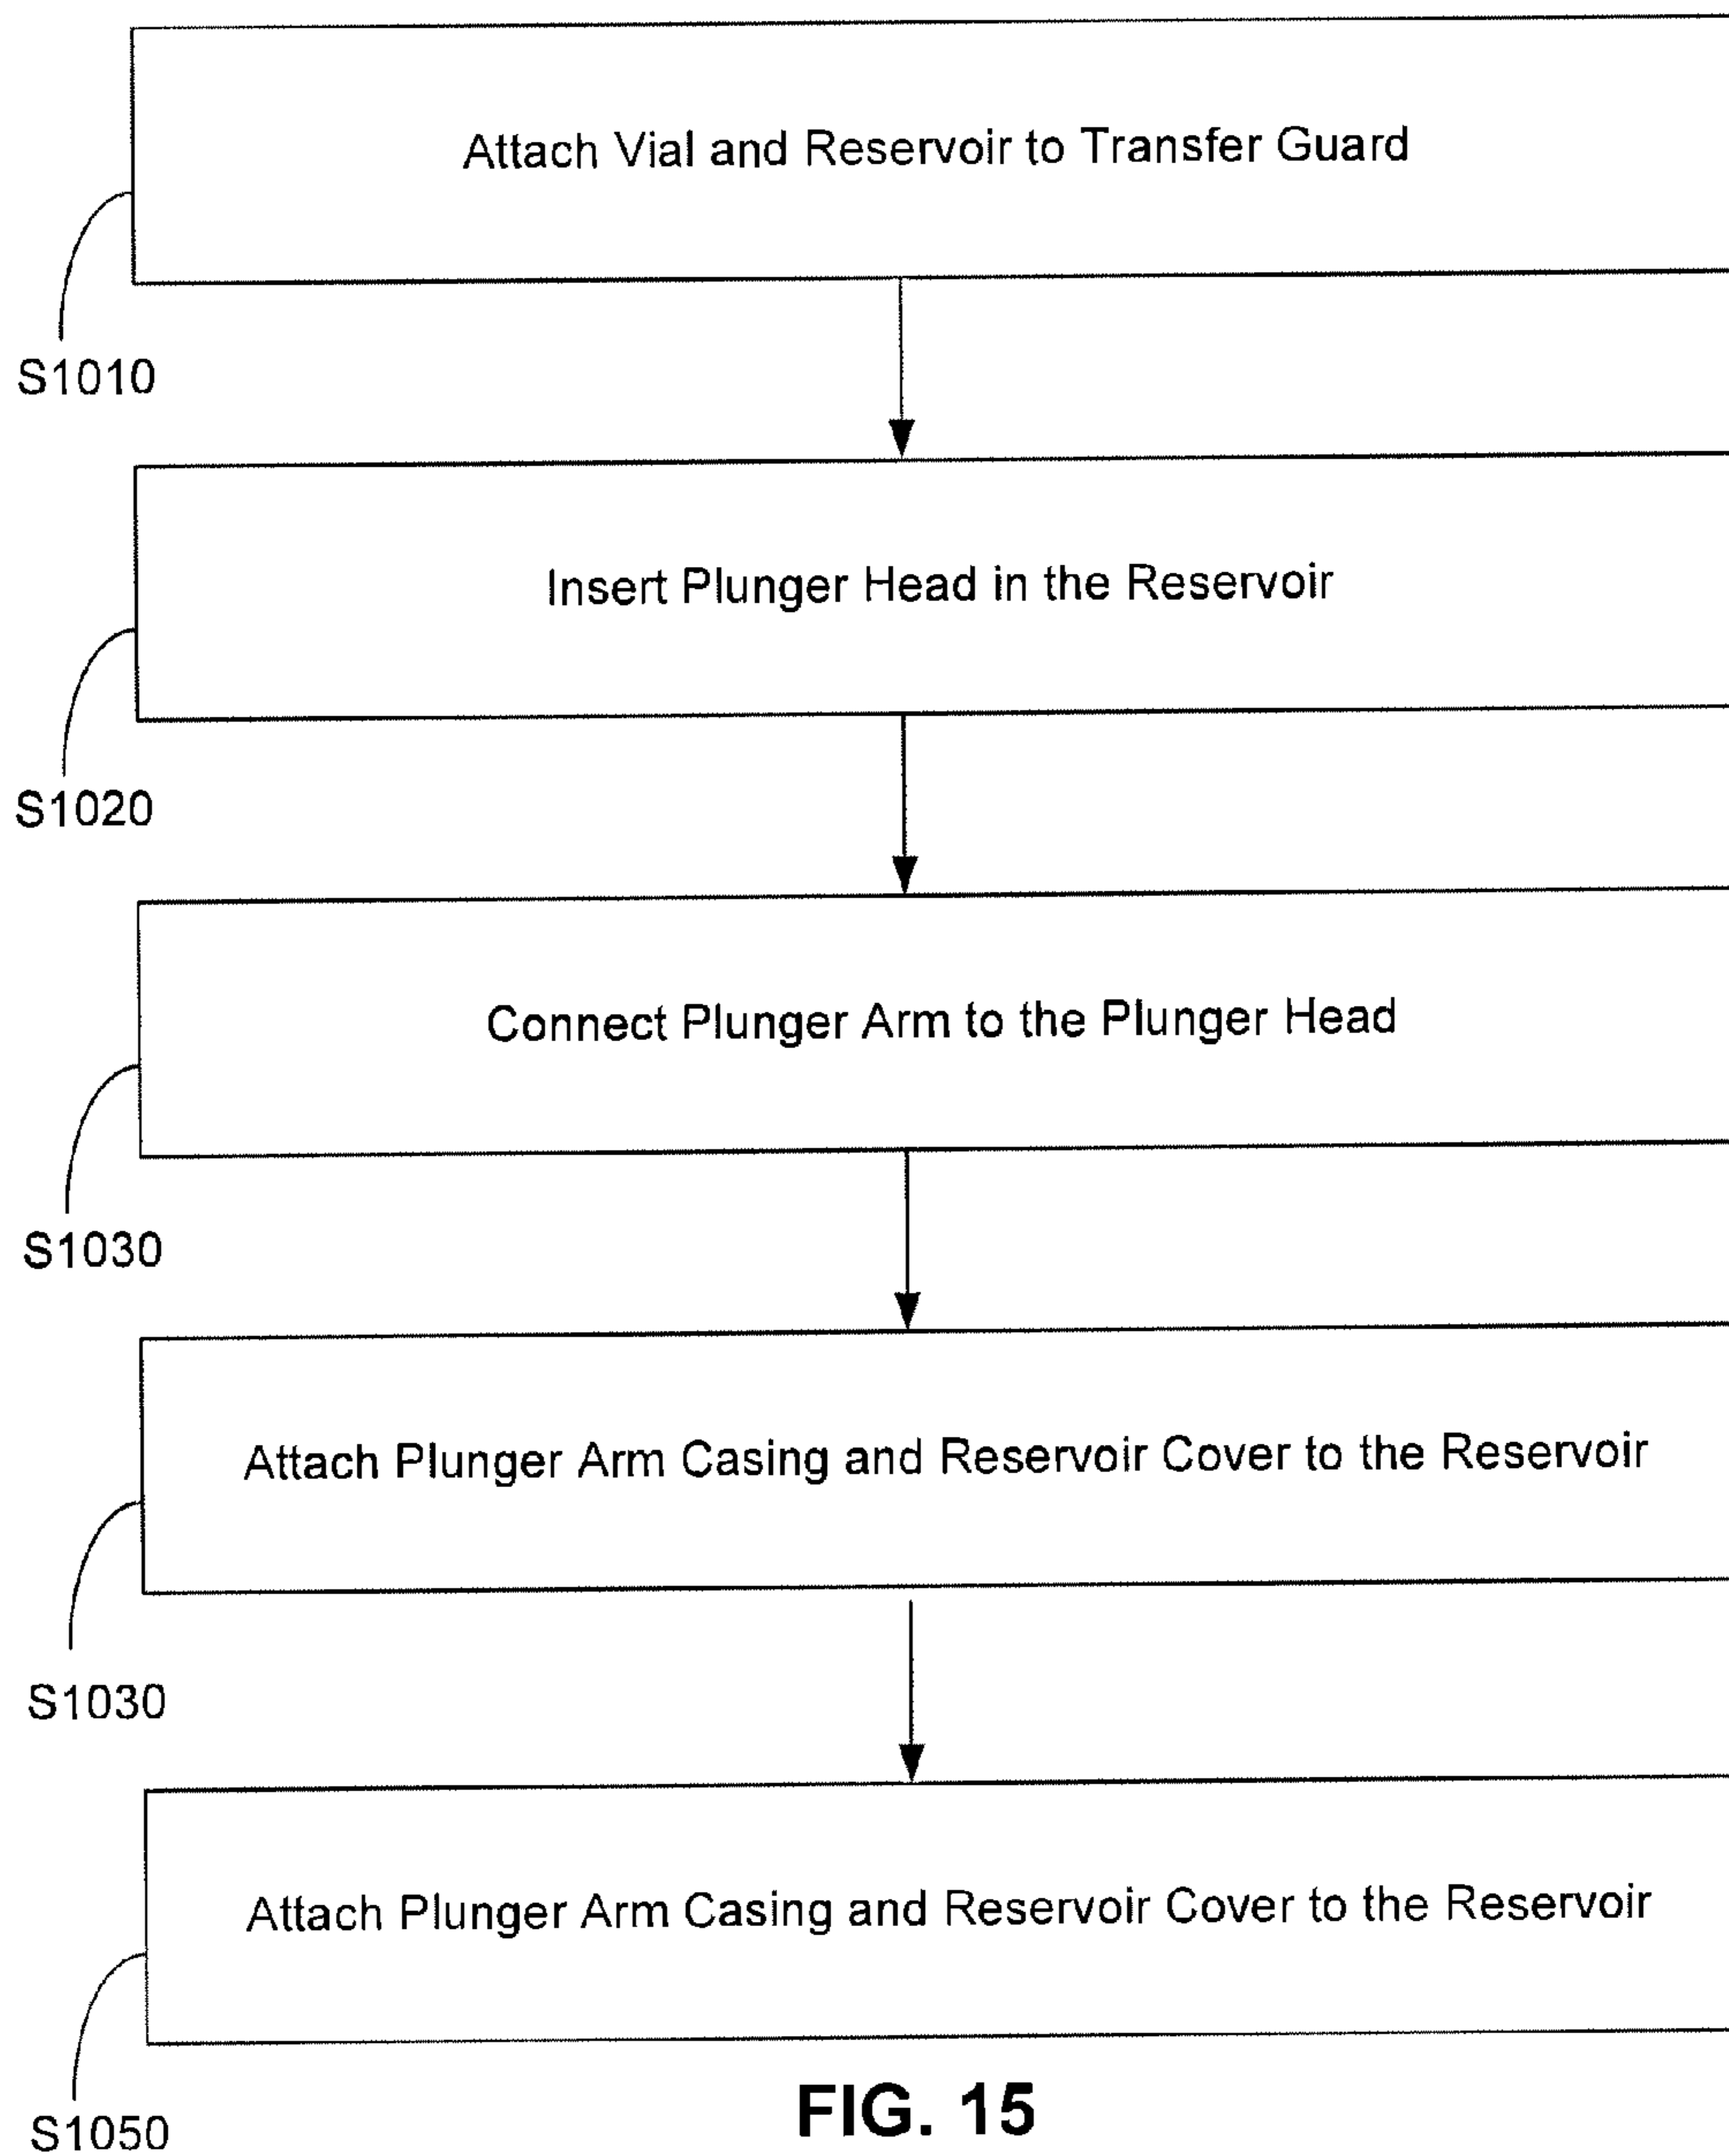 Attach Vial and Reservoir to Transfer Guard
S1010
Insert Plunger Head in the Reservoir
S1020
Connect Plunger Arm to the Plunger Head
S1030
Attach Plunger Arm Casing and Reservoir Cover to the Reservoir
S1030
Attach Plunger Arm Casing and Reservoir Cover to the Reservoir
S1050
FIG. 15